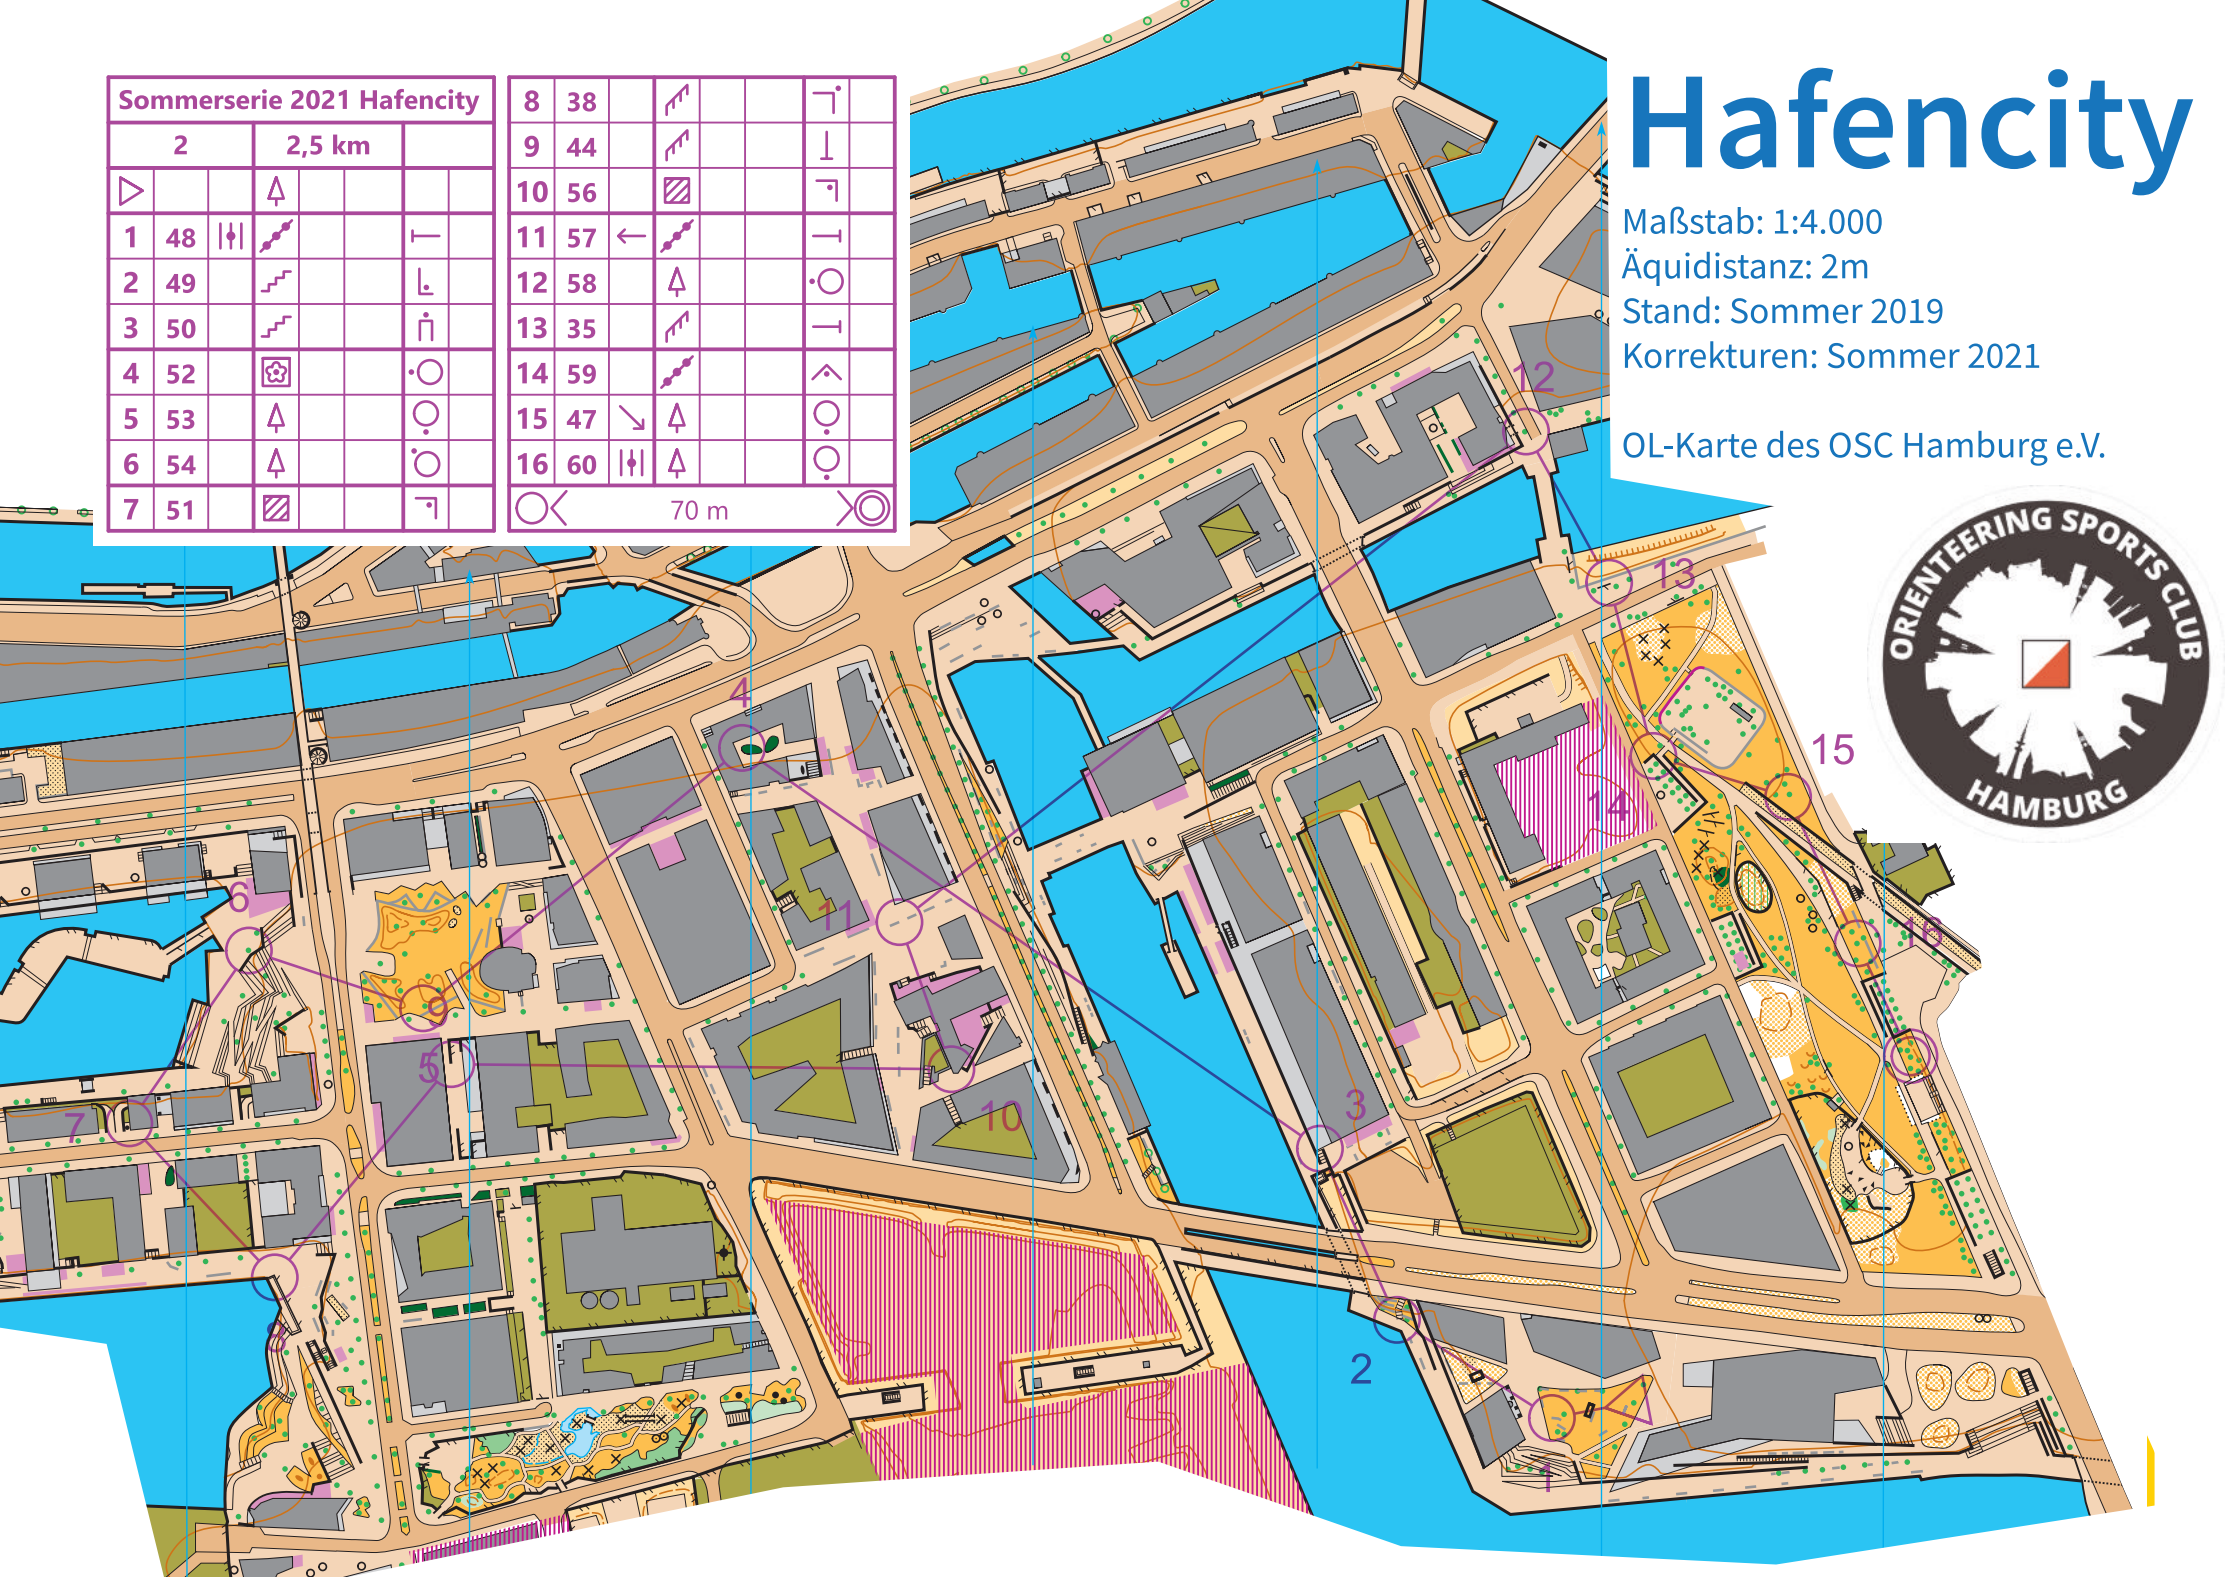 Sommerserie 2021 Hafencity
2 2,5 km
1 48
2 49
3 50
4 52
5 53
6 54
7 51
8 38
9 44
10 56
11 57
12 58
13 35
14 59
15 47
16 60
70 m
Hafencity
Maßstab: 1:4.000
Äquidistanz: 2m
Stand: Sommer 2019
Korrekturen: Sommer 2021
OL-Karte des OSC Hamburg e.V.
ORIENTEERING SPORTS CLUB
HAMBURG
12
13
4
15
14
6
11
16
9
5
3
7
10
8
2
1